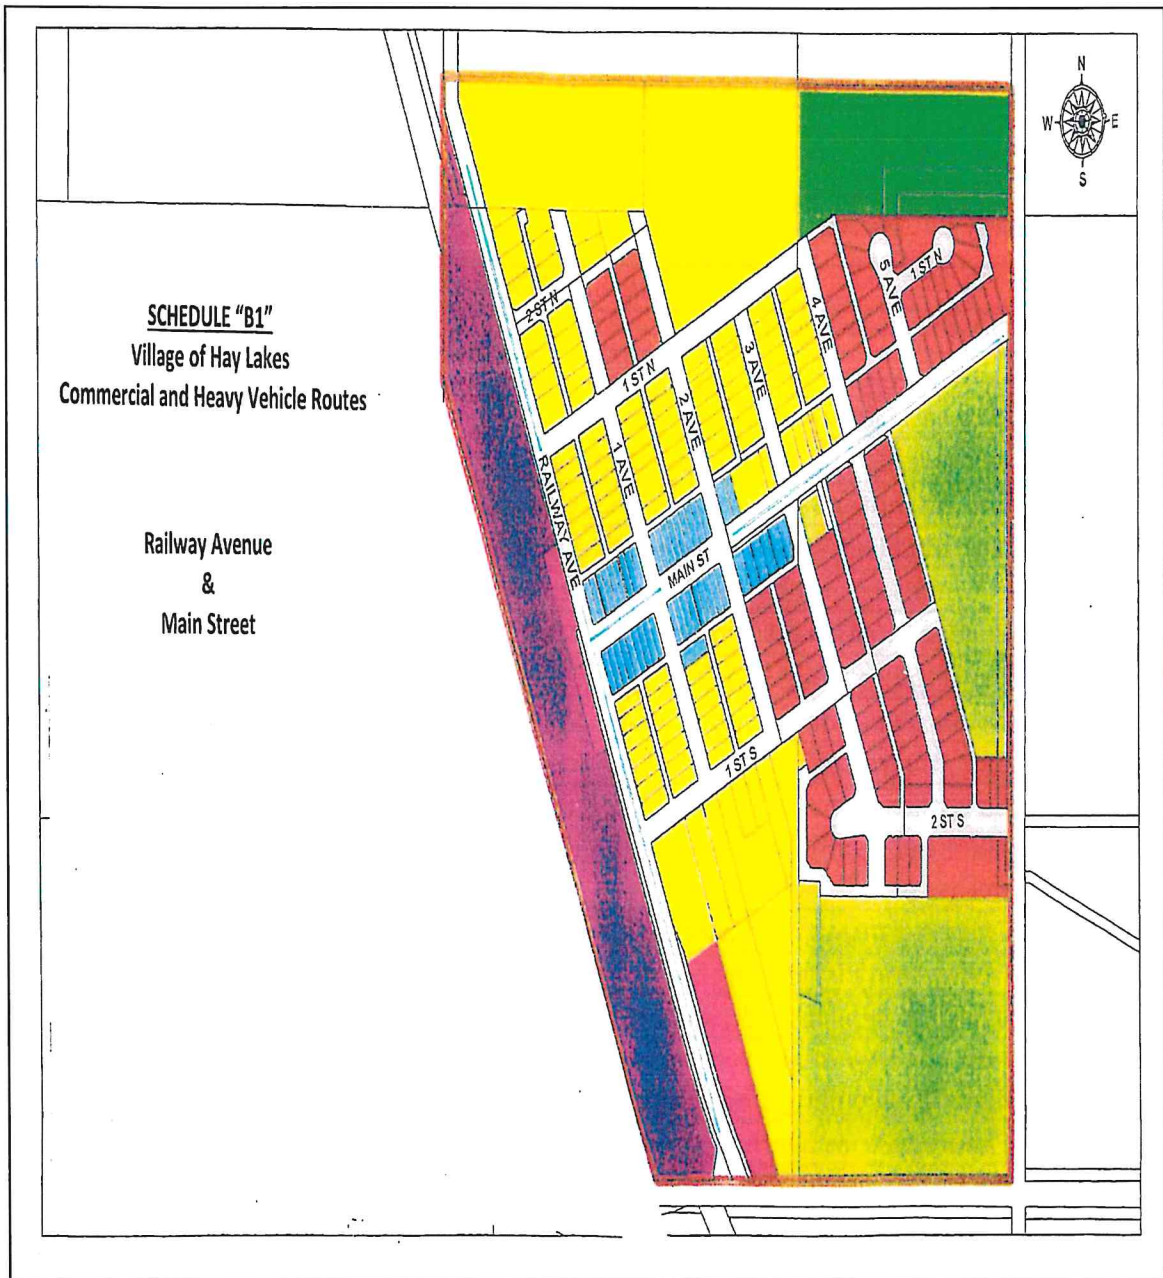 N
W E
S
SCHEDULE "B1"
Village of Hay Lakes
Commercial and Heavy Vehicle Routes
Railway Avenue
&
Main Street
2 ST N
1 ST N
5 AVE
1 ST N
4 AVE
3 AVE
2 AVE
1 AVE
RAILWAY AVE
MAIN ST
1 ST S
2 ST S